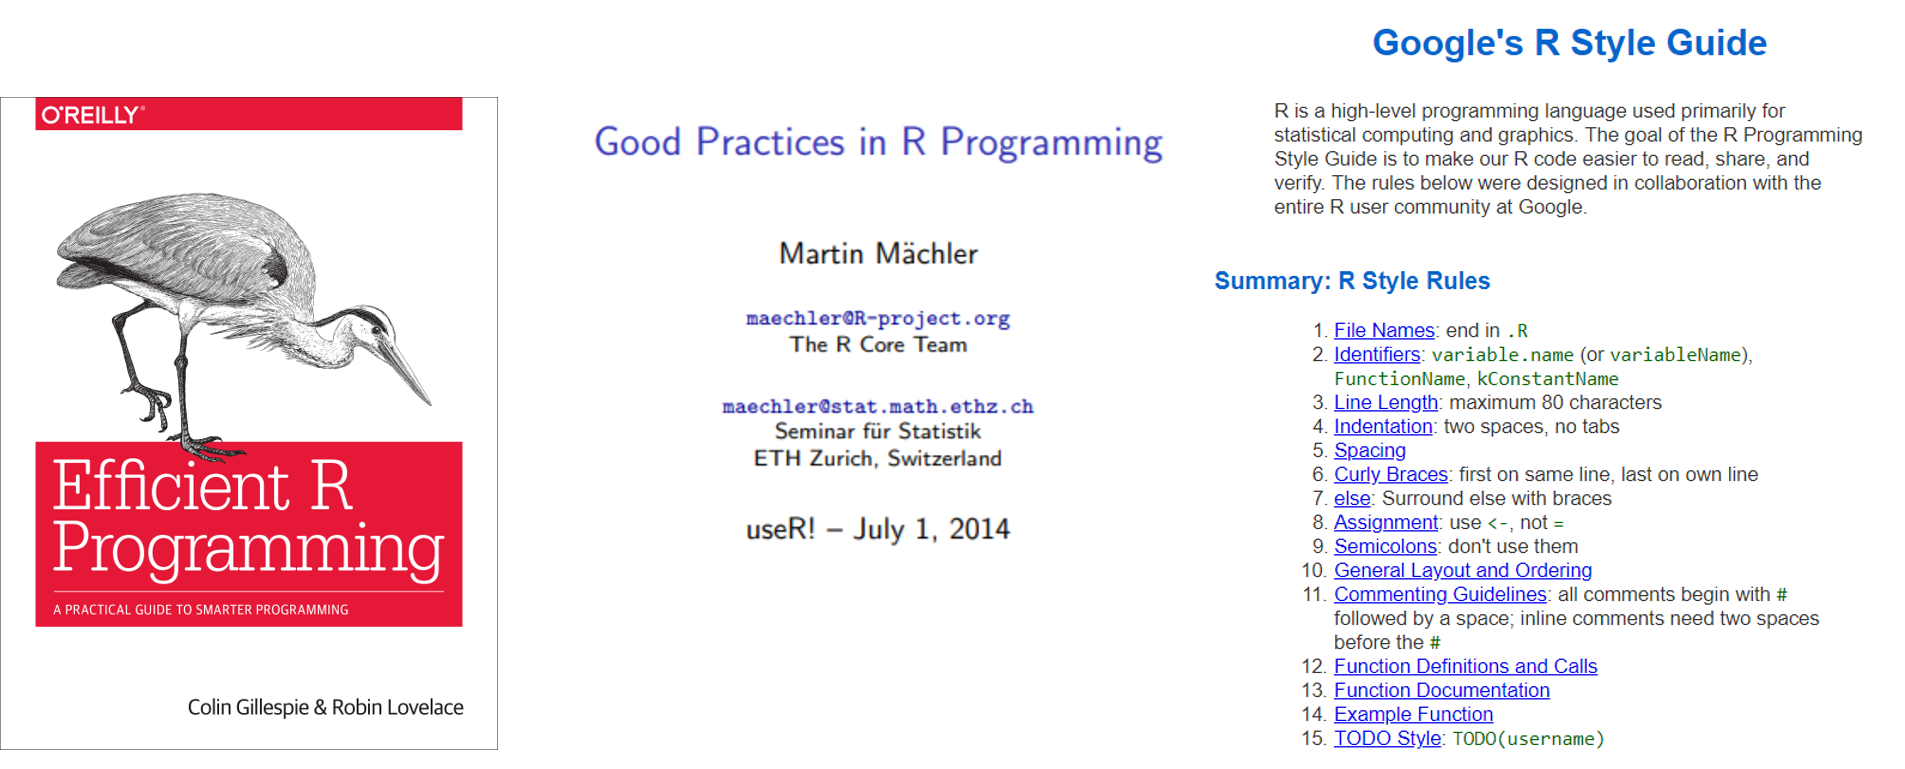 O'REILLY®
Efficient R
Programming
A PRACTICAL GUIDE TO SMARTER PROGRAMMING
Colin Gillespie & Robin Lovelace
Good Practices in R Programming
Martin Mächler
maechler@R-project.org
The R Core Team
maechler@stat.math.ethz.ch
Seminar für Statistik
ETH Zurich, Switzerland
useR! – July 1, 2014
Google's R Style Guide
R is a high-level programming language used primarily for
statistical computing and graphics. The goal of the R Programming
Style Guide is to make our R code easier to read, share, and
verify. The rules below were designed in collaboration with the
entire R user community at Google.
Summary: R Style Rules
1. File Names: end in .R
2. Identifiers: variable.name (or variableName),
FunctionName, kConstantName
3. Line Length: maximum 80 characters
4. Indentation: two spaces, no tabs
5. Spacing
6. Curly Braces: first on same line, last on own line
7. else: Surround else with braces
8. Assignment: use <-, not =
9. Semicolons: don't use them
10. General Layout and Ordering
11. Commenting Guidelines: all comments begin with #
followed by a space; inline comments need two spaces
before the #
12. Function Definitions and Calls
13. Function Documentation
14. Example Function
15. TODO Style: TODO(username)